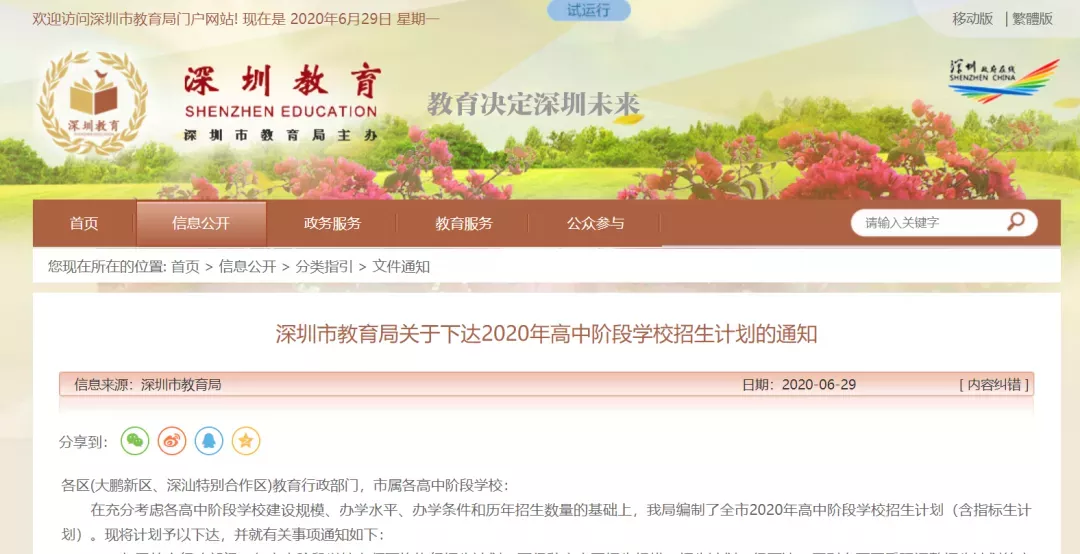 欢迎访问深圳市教育局门户网站! 现在是 2020年6月29日 星期一
试运行
移动版 | 繁體版
深圳教育
SHENZHEN EDUCATION
深圳市教育局主办
深圳教育
教育决定深圳未来
深圳政府在线
SHENZHEN CHINA
首页 信息公开 政务服务 教育服务 公众参与 请输入关键字
您现在所在的位置: 首页 > 信息公开 > 分类指引 > 文件通知
深圳市教育局关于下达2020年高中阶段学校招生计划的通知
信息来源：深圳市教育局 日期：2020-06-29 [ 内容纠错 ]
分享到：
各区(大鹏新区、深汕特别合作区)教育行政部门，市属各高中阶段学校：
在充分考虑各高中阶段学校建设规模、办学水平、办学条件和历年招生数量的基础上，我局编制了全市2020年高中阶段学校招生计划（含指标生计
划）。现将计划予以下达，并就有关事项通知如下：